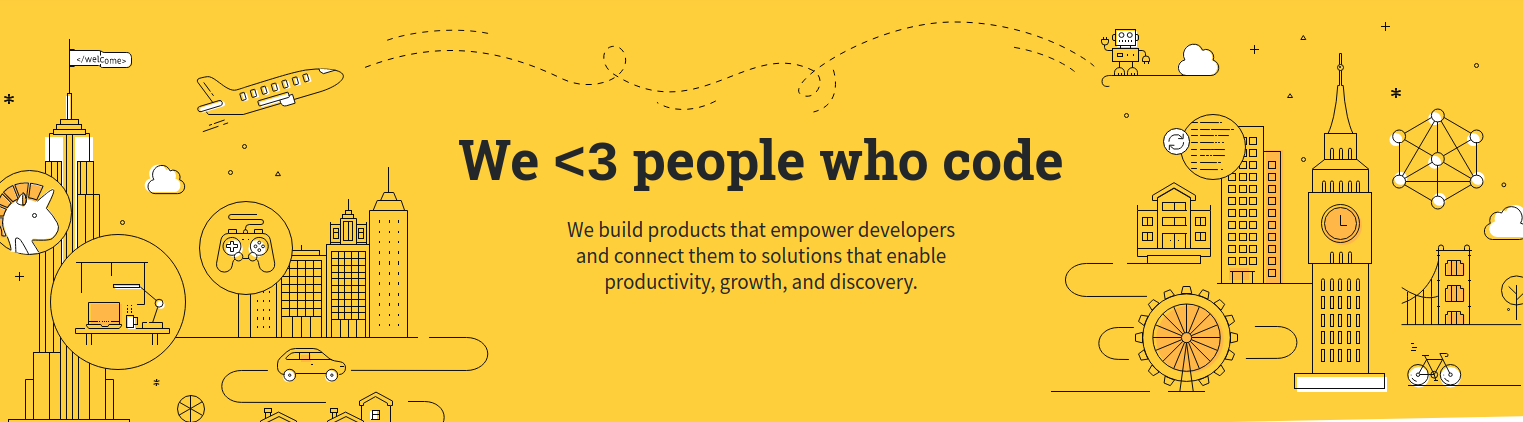 </welcome>
We <3 people who code
We build products that empower developers
and connect them to solutions that enable
productivity, growth, and discovery.